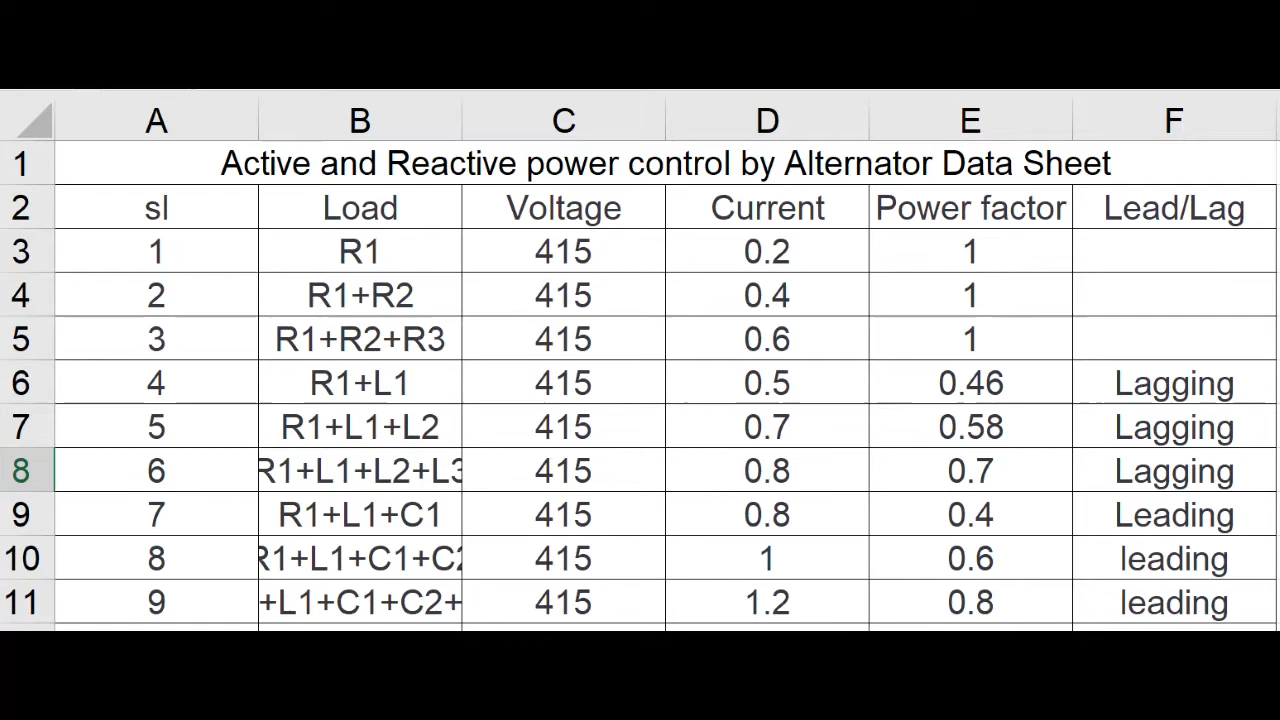 A B C D E F
1 Active and Reactive power control by Alternator Data Sheet
2 sl Load Voltage Current Power factor Lead/Lag
3 1 R1 415 0.2 1
4 2 R1+R2 415 0.4 1
5 3 R1+R2+R3 415 0.6 1
6 4 R1+L1 415 0.5 0.46 Lagging
7 5 R1+L1+L2 415 0.7 0.58 Lagging
8 6 R1+L1+L2+L3 415 0.8 0.7 Lagging
9 7 R1+L1+C1 415 0.8 0.4 Leading
10 8 R1+L1+C1+C2 415 1 0.6 leading
11 9 +L1+C1+C2+ 415 1.2 0.8 leading